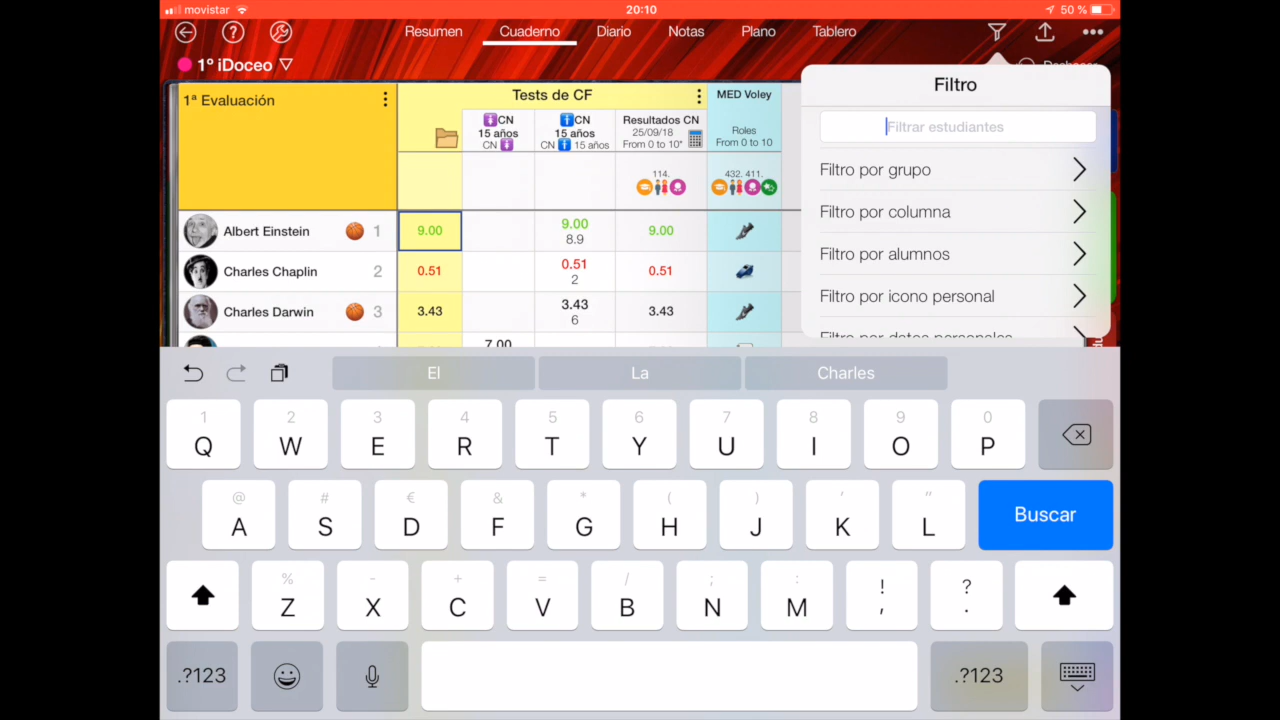 movistar 20:10 50 %
Resumen Cuaderno Diario Notas Plano Tablero
1º iDoceo
Deshacer
1ª Evaluación
Tests de CF
MED Voley
CN
15 años
CN
CN
15 años
CN 15 años
Resultados CN
25/09/18
From 0 to 10*
Roles
From 0 to 10
114.
432. 411.
Albert Einstein 1 9.00 9.00 9.00
8.9
Charles Chaplin 2 0.51 0.51 0.51
2
Charles Darwin 3 3.43 3.43 3.43
6
7.00
Filtro
Filtrar estudiantes
Filtro por grupo
Filtro por columna
Filtro por alumnos
Filtro por icono personal
Filtro por datos personales
El La Charles
1 2 3 4 5 6 7 8 9 0
Q W E R T Y U I O P
@ # € & * ( ) ' "
A S D F G H J K L Buscar
% - + = / ; : ! ?
Z X C V B N M , .
.?123 .?123